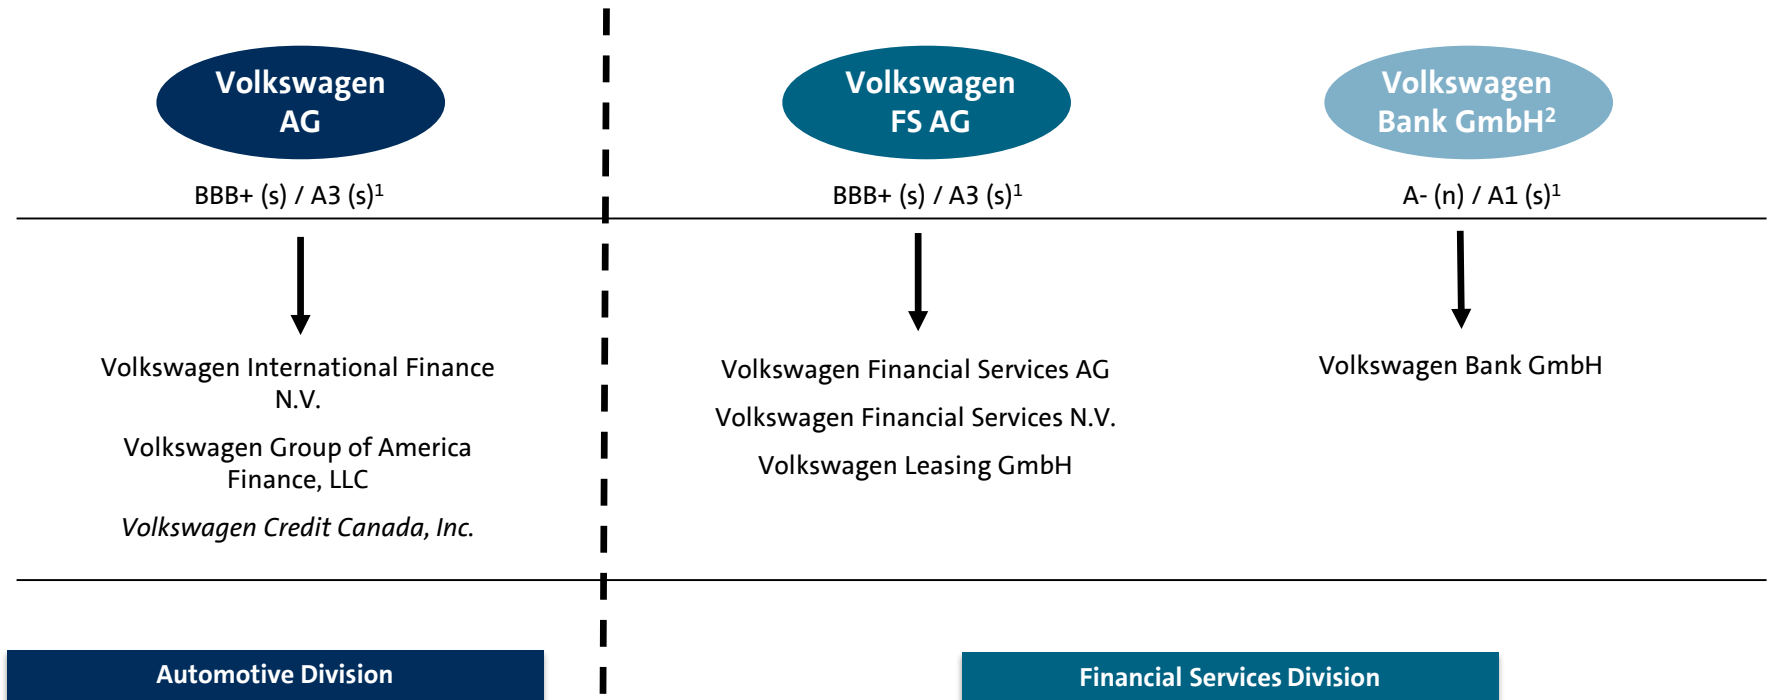 Volkswagen
AG
BBB+ (s) / A3 (s)¹
Volkswagen International Finance
N.V.
Volkswagen Group of America
Finance, LLC
Volkswagen Credit Canada, Inc.
Automotive Division
Volkswagen
FS AG
BBB+ (s) / A3 (s)¹
Volkswagen Financial Services AG
Volkswagen Financial Services N.V.
Volkswagen Leasing GmbH
Volkswagen
Bank GmbH²
A- (n) / A1 (s)¹
Volkswagen Bank GmbH
Financial Services Division